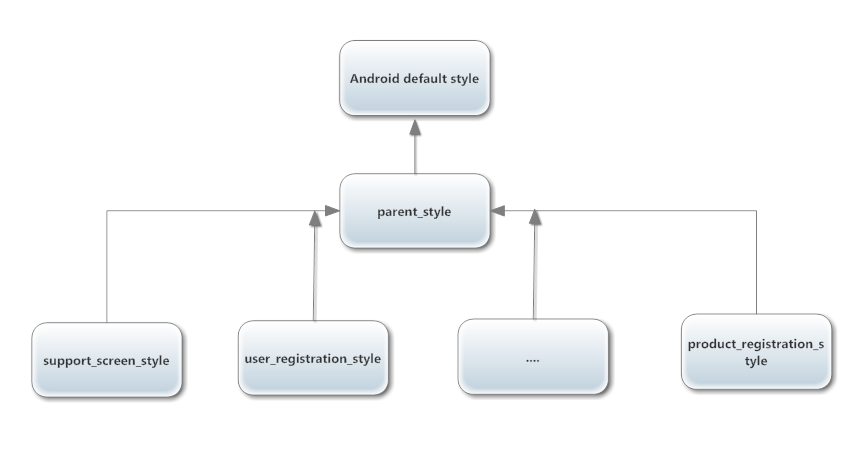 Android default style
parent_style
support_screen_style
user_registration_style
....
product_registration_s
tyle